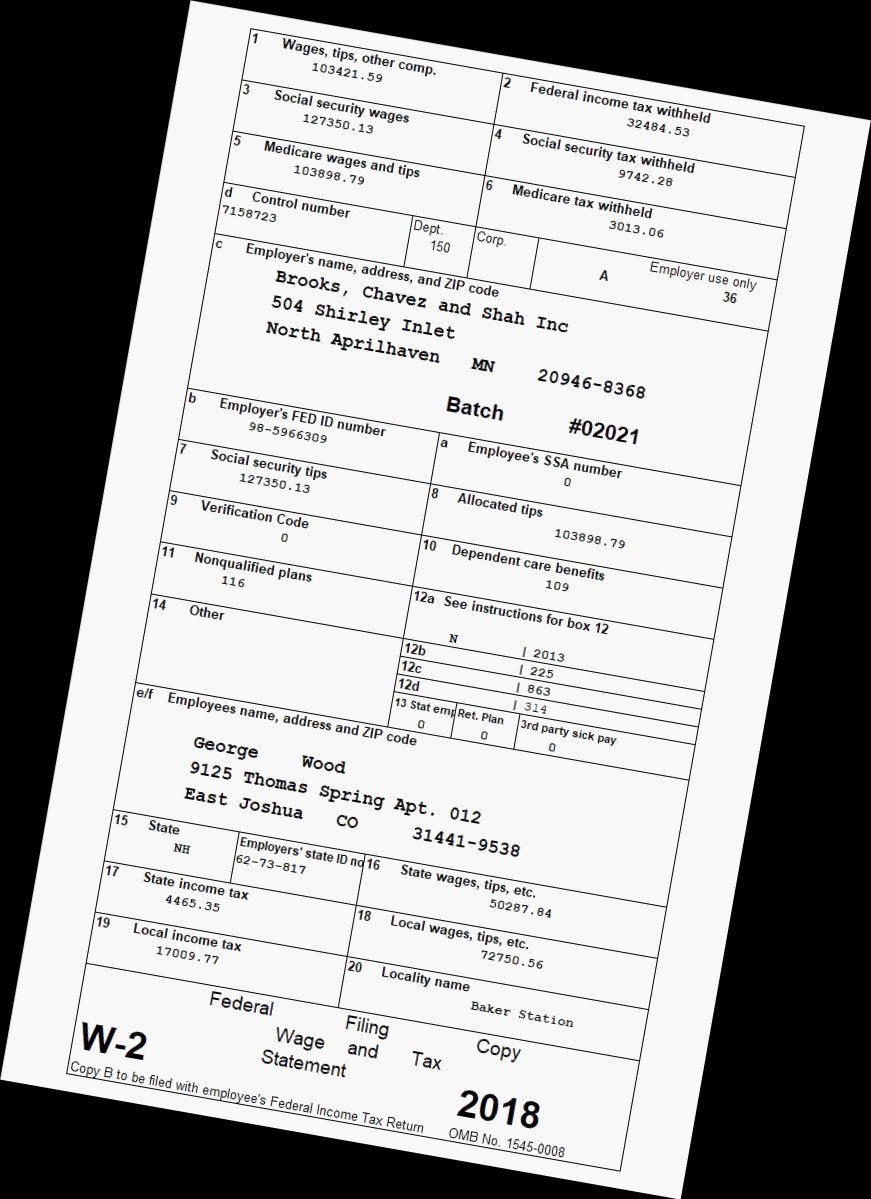 1 Wages, tips, other comp.
103421.59
2 Federal income tax withheld
32484.53
3 Social security wages
127350.13
4 Social security tax withheld
9742.28
5 Medicare wages and tips
103898.79
6 Medicare tax withheld
3013.06
d Control number
7158723
Dept.
150
Corp.
Employer use only
A 36
c Employer's name, address, and ZIP code
Brooks, Chavez and Shah Inc
504 Shirley Inlet
North Aprilhaven MN 20946-8368
Batch #02021
b Employer's FED ID number
98-5966309
a Employee's SSA number
0
7 Social security tips
127350.13
8 Allocated tips
103898.79
9 Verification Code
0
10 Dependent care benefits
109
11 Nonqualified plans
116
12a See instructions for box 12
N | 2013
12b | 225
12c | 863
12d | 314
14 Other
13 Stat emp
0
Ret. Plan
0
3rd party sick pay
0
e/f Employees name, address and ZIP code
George Wood
9125 Thomas Spring Apt. 012
East Joshua CO 31441-9538
15 State
NH
Employers' state ID no
62-73-817
16 State wages, tips, etc.
50287.84
17 State income tax
4465.35
18 Local wages, tips, etc.
72750.56
19 Local income tax
17009.77
20 Locality name
Baker Station
Federal Filing Copy
W-2 Wage and Tax
Statement
2018
Copy B to be filed with employee's Federal Income Tax Return
OMB No. 1545-0008